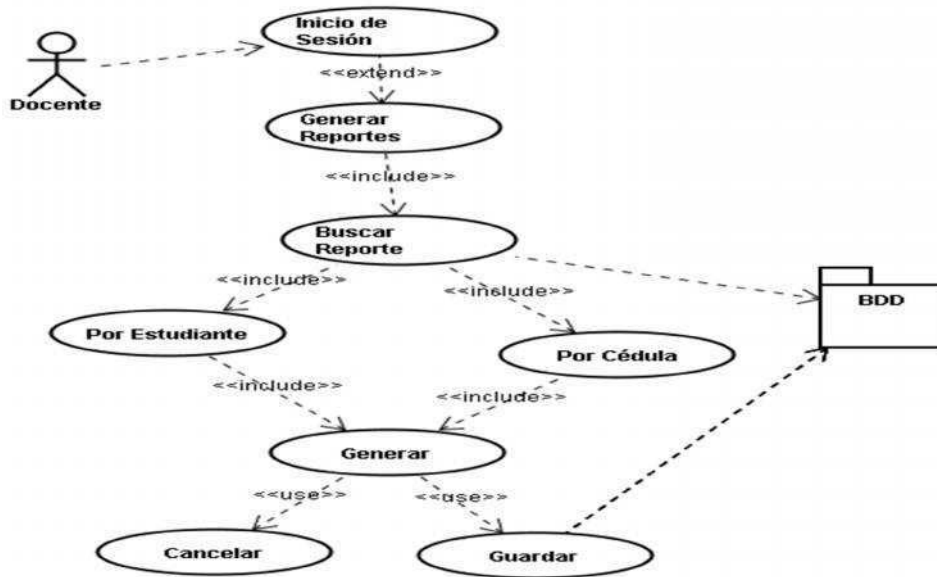 Inicio de
Sesión
Docente
<<extend>>
Generar
Reportes
<<include>>
Buscar
Reporte
<<include>>
<<include>>
BDD
Por Estudiante
Por Cédula
<<include>>
<<include>>
Generar
<<use>>
<<use>>
Cancelar
Guardar